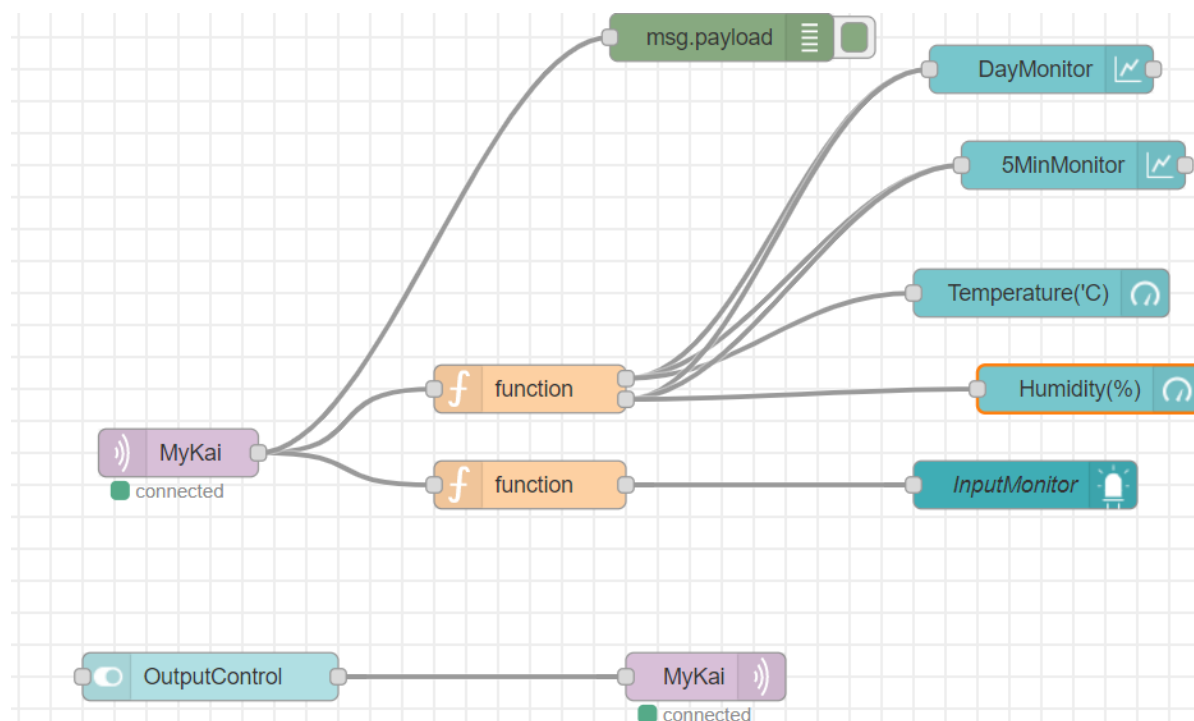 msg.payload
DayMonitor
5MinMonitor
Temperature('C)
function
Humidity(%)
MyKai
connected
function
InputMonitor
OutputControl
MyKai
connected